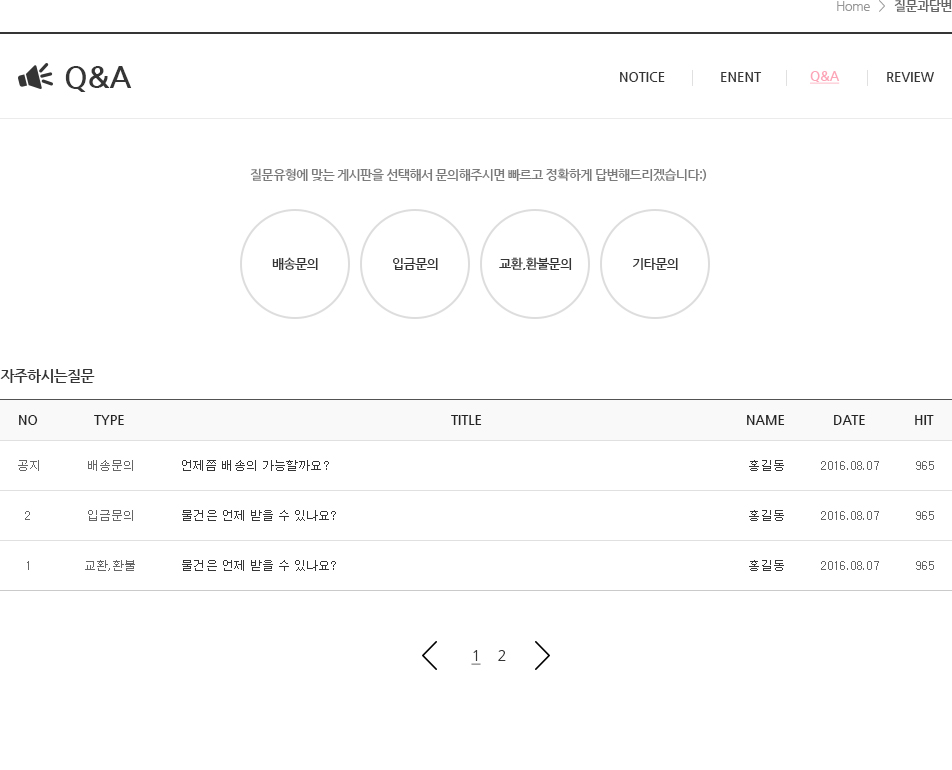 Home > 질문과답변
Q&A
NOTICE ENENT Q&A REVIEW
질문유형에 맞는 게시판을 선택해서 문의해주시면 빠르고 정확하게 답변해드리겠습니다:)
배송문의 입금문의 교환,환불문의 기타문의
자주하시는질문
NO TYPE TITLE NAME DATE HIT
공지 배송문의 언제쯤 배송의 가능할까요? 홍길동 2016.08.07 965
2 입금문의 물건은 언제 받을 수 있나요? 홍길동 2016.08.07 965
1 교환,환불 물건은 언제 받을 수 있나요? 홍길동 2016.08.07 965
1 2